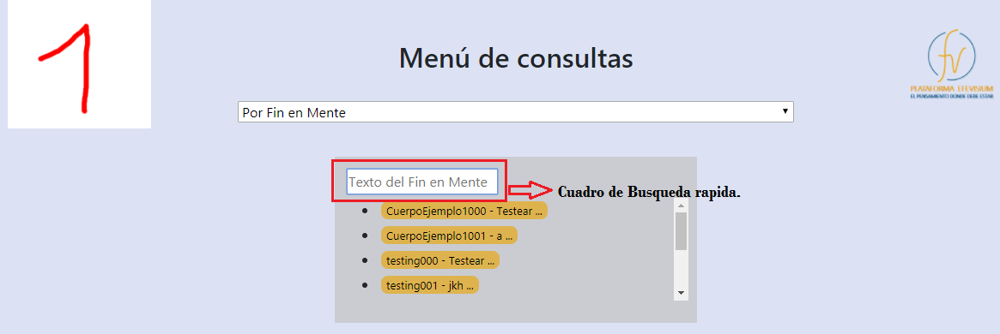 1
Menú de consultas
fv
PLATAFORMA EFEVISIUM
EL PENSAMIENTO DONDE DEBE ESTAR
Por Fin en Mente
Texto del Fin en Mente
Cuadro de Busqueda rapida.
CuerpoEjemplo1000 - Testear ...
CuerpoEjemplo1001 - a ...
testing000 - Testear ...
testing001 - jkh ...